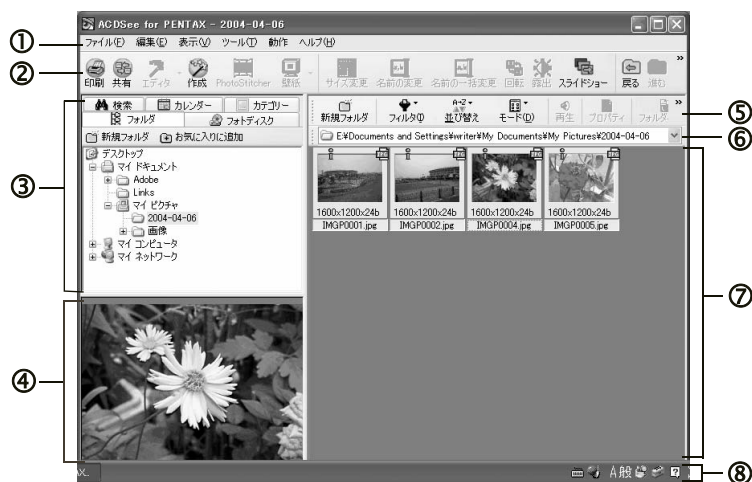 ACDSee for PENTAX - 2004-04-06
① ファイル(F) 編集(E) 表示(V) ツール(T) 動作 ヘルプ(H)
② 印刷 共有 エディタ 作成 PhotoStitcher 壁紙 サイズ変更 名前の変更 名前の一括変更 回転 露出 スライドショー 戻る 進む
③
検索 カレンダー カテゴリー
フォルダ フォトディスク
新規フォルダ お気に入りに追加
デスクトップ
マイ ドキュメント
Adobe
Links
マイ ピクチャ
2004-04-06
画像
マイ コンピュータ
マイ ネットワーク
④
新規フォルダ フィルタ(I) 並び替え モード(D) 再生 プロパティ フォルダ ⑤
E:¥Documents and Settings¥writer¥My Documents¥My Pictures¥2004-04-06 ⑥
1600x1200x24b 1600x1200x24b 1600x1200x24b 1600x1200x24b
IMGP0001.jpg IMGP0002.jpg IMGP0004.jpg IMGP0005.jpg
⑦
A般 ⑧